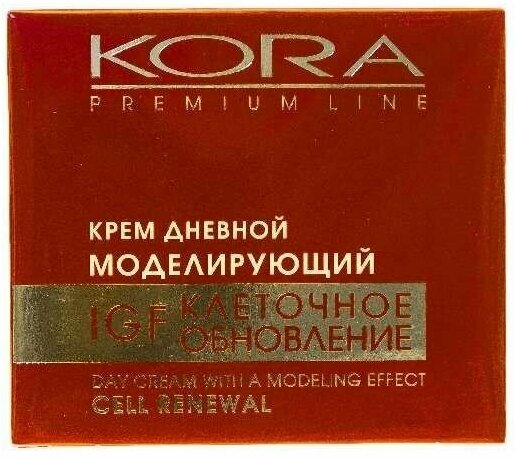 KORA
PREMIUM LINE
КРЕМ ДНЕВНОЙ
МОДЕЛИРУЮЩИЙ
IGF КЛЕТОЧНОЕ
ОБНОВЛЕНИЕ
DAY CREAM WITH A MODELING EFFECT
CELL RENEWAL